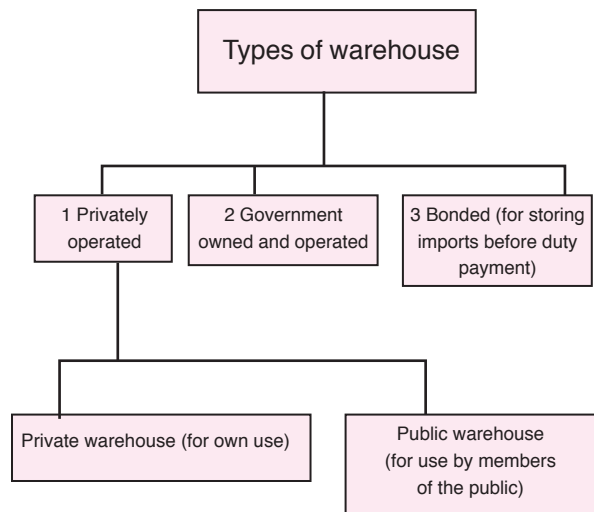 Types of warehouse
1 Privately
operated
2 Government
owned and operated
3 Bonded (for storing
imports before duty
payment)
Private warehouse (for own use)
Public warehouse
(for use by members
of the public)